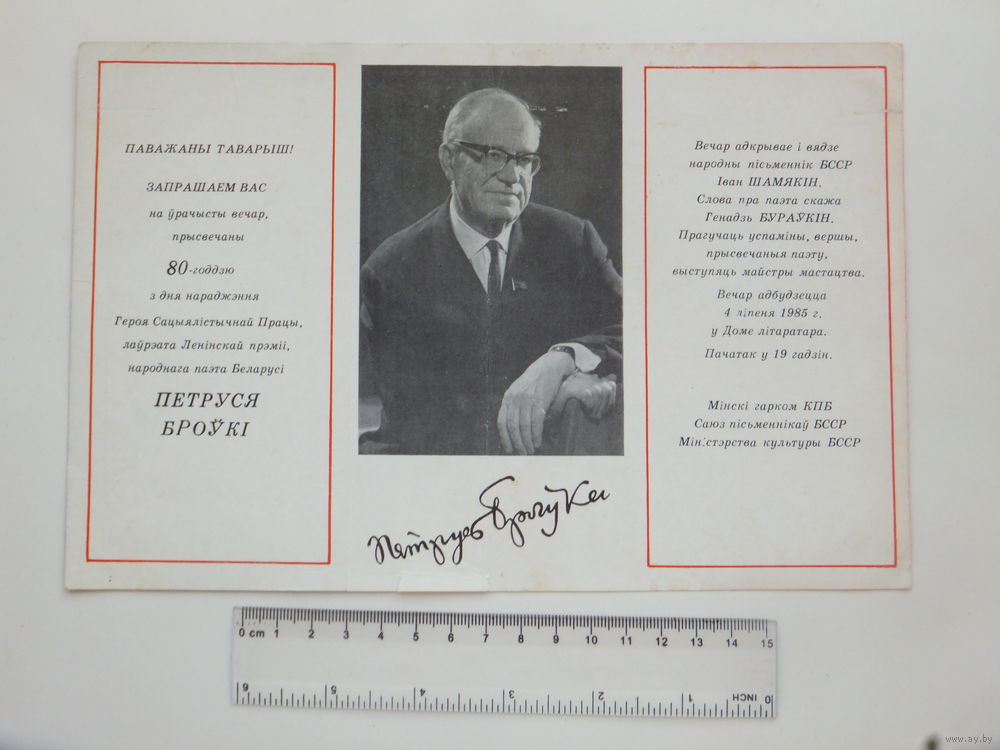 ПАВАЖАНЫ ТАВАРЫШ!
ЗАПРАШАЕМ ВАС
на ўрачысты вечар,
прысвечаны
80-годдзю
з дня нараджэння
Героя Сацыялістычнай Працы,
лаўрэата Ленінскай прэміі,
народнага паэта Беларусі
ПЕТРУСЯ
БРОЎКІ
Пятрусь Броўка
Вечар адкрывае і вядзе
народны пісьменнік БССР
Іван ШАМЯКІН.
Слова пра паэта скажа
Генадзь БУРАЎКІН.
Прагучаць успаміны, вершы,
прысвечаныя паэту,
выступяць майстры мастацтва.
Вечар адбудзецца
4 ліпеня 1985 г.
у Доме літаратара.
Пачатак у 19 гадзін.
Мінскі гарком КПБ
Саюз пісьменнікаў БССР
Міністэрства культуры БССР
0 cm 1 2 3 4 5 6 7 8 9 10 11 12 13 14 15
6 5 4 3 2 1 INCH 0
www.ay.by